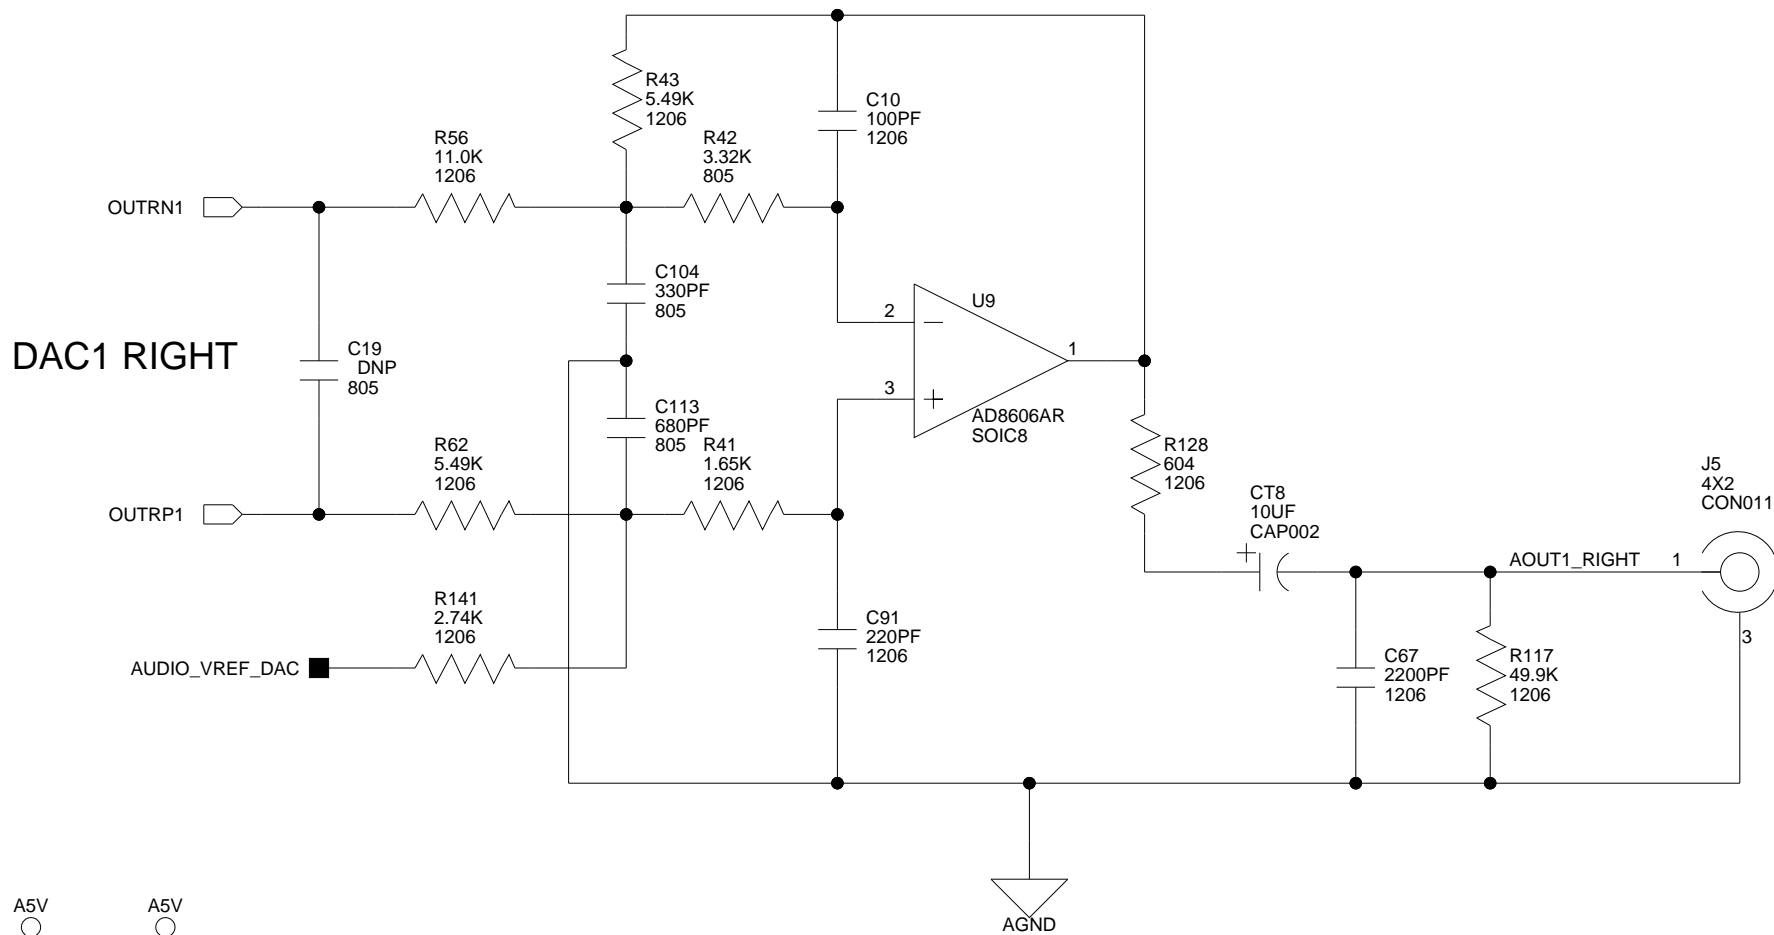 R43
5.49K
1206
C10
100PF
1206
R56
11.0K
1206
R42
3.32K
805
OUTRN1
C104
330PF
805
2
U9
DAC1 RIGHT
C19
DNP
805
1
3
C113
680PF
805
AD8606AR
SOIC8
R62
5.49K
1206
R41
1.65K
1206
R128
604
1206
J5
4X2
CON011
OUTRP1
CT8
10UF
CAP002
+
AOUT1_RIGHT
1
R141
2.74K
1206
C91
220PF
1206
3
AUDIO_VREF_DAC
C67
2200PF
1206
R117
49.9K
1206
A5V
A5V
AGND